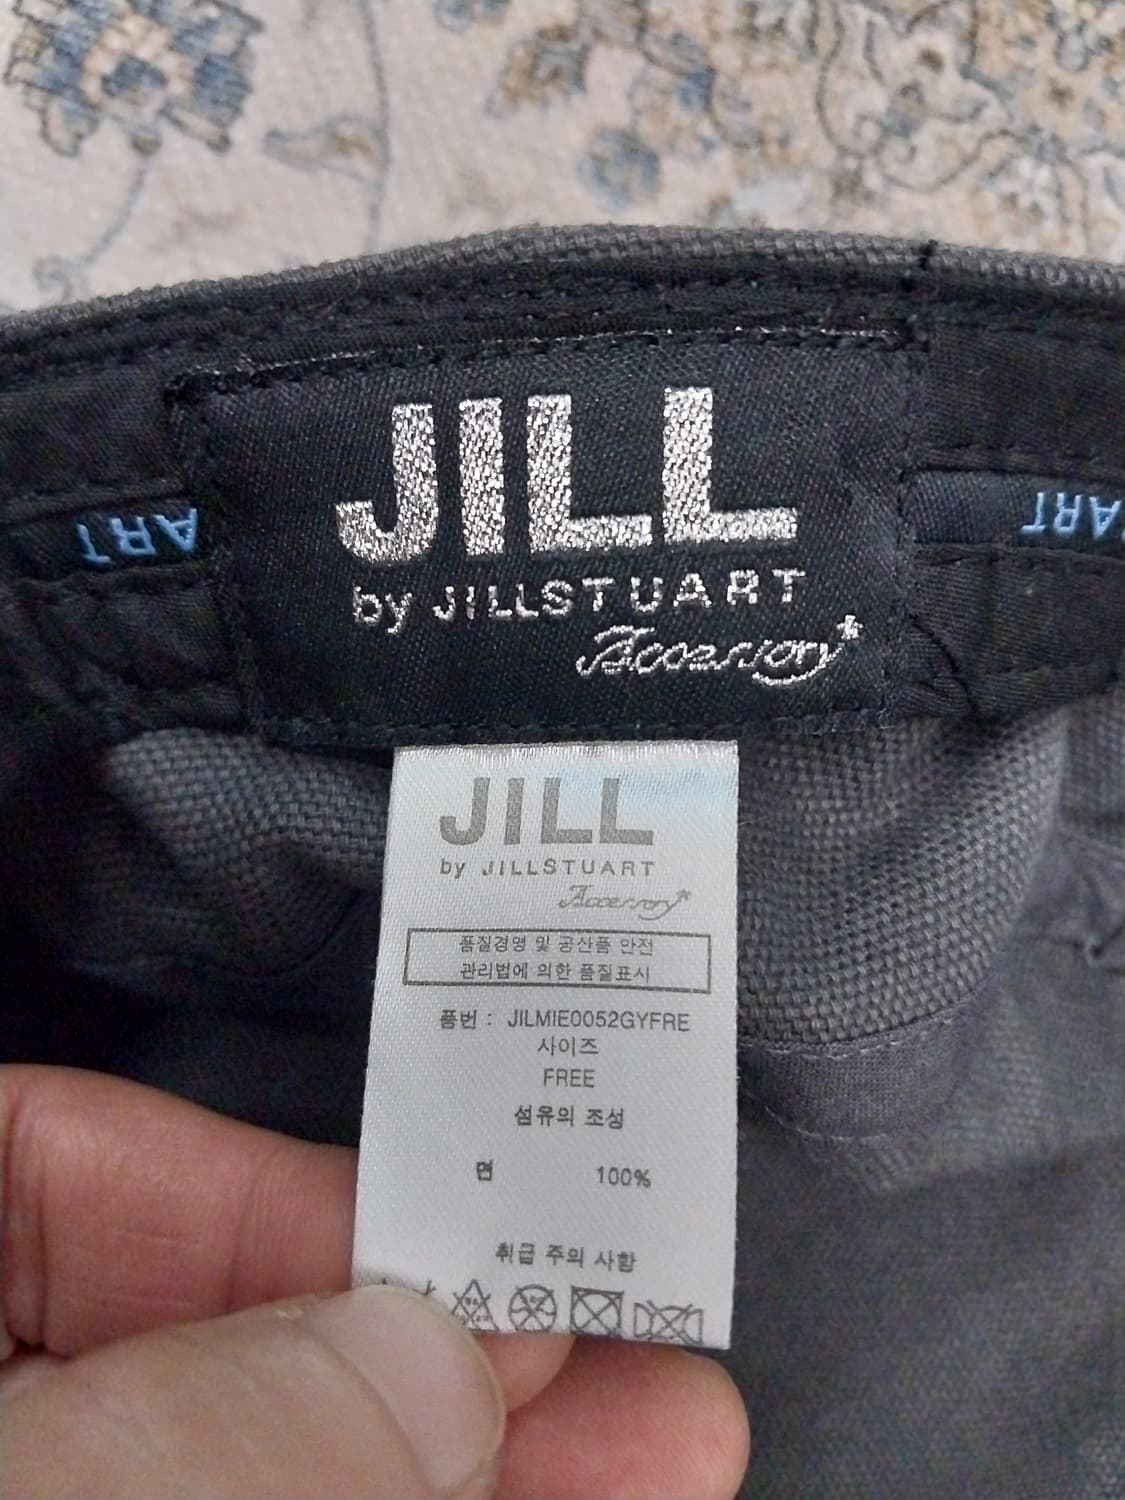 JILL
by JILLSTUART
Accessory*
ART
ART
JILL
by JILLSTUART
Accessory*
품질경영 및 공산품 안전
관리법에 의한 품질표시
품번 : JILMIE0052GYFRE
사이즈
FREE
섬유의 조성
면 100%
취급 주의 사항